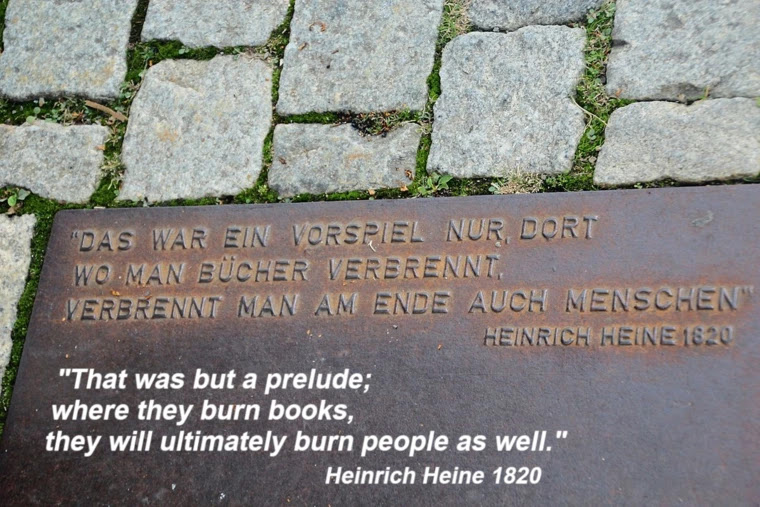 "DAS WAR EIN VORSPIEL NUR, DORT
WO MAN BÜCHER VERBRENNT,
VERBRENNT MAN AM ENDE AUCH MENSCHEN"
HEINRICH HEINE 1820
"That was but a prelude;
where they burn books,
they will ultimately burn people as well."
Heinrich Heine 1820